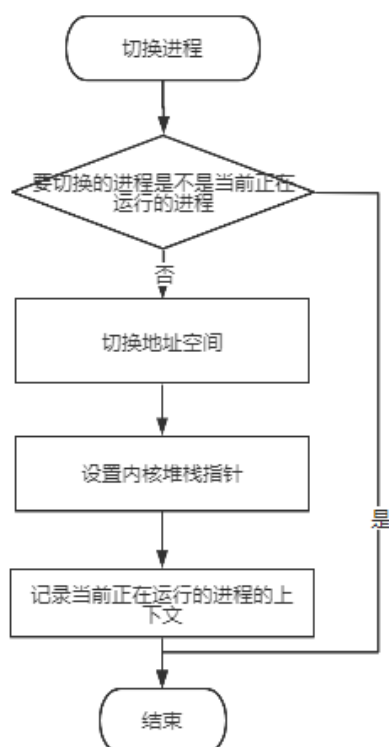 切换进程
要切换的进程是不是当前正在
运行的进程
否
切换地址空间
设置内核堆栈指针
是
记录当前正在运行的进程的上
下文
结束